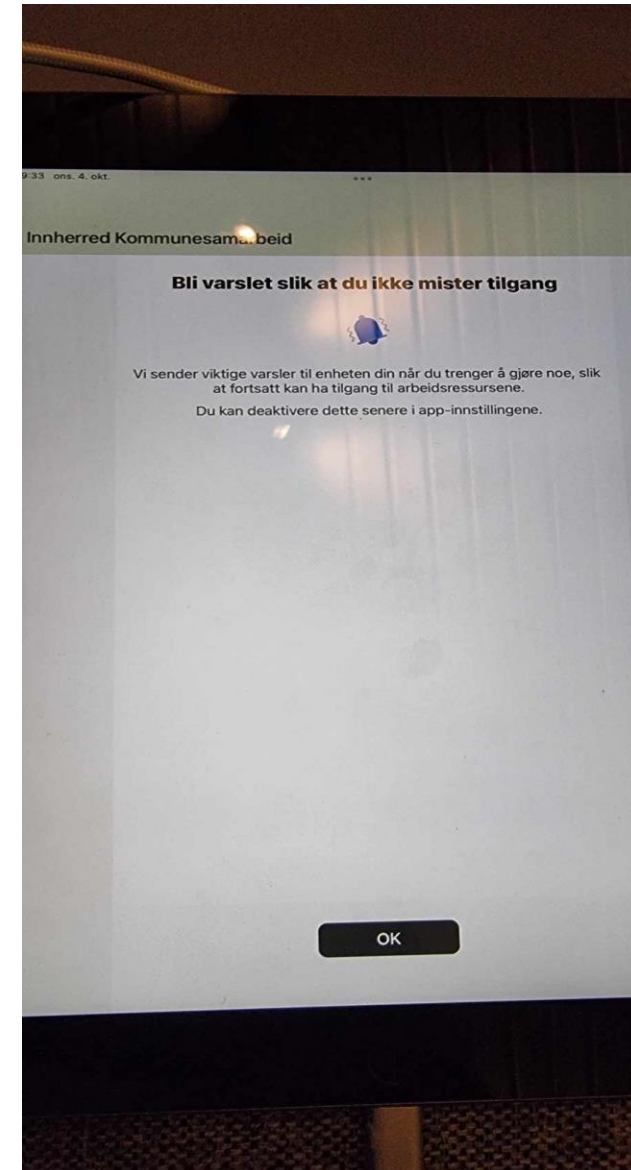 9:33 ons. 4. okt.
Innherred Kommunesamarbeid
Bli varslet slik at du ikke mister tilgang
Vi sender viktige varsler til enheten din når du trenger å gjøre noe, slik
at fortsatt kan ha tilgang til arbeidsressursene.
Du kan deaktivere dette senere i app-innstillingene.
OK